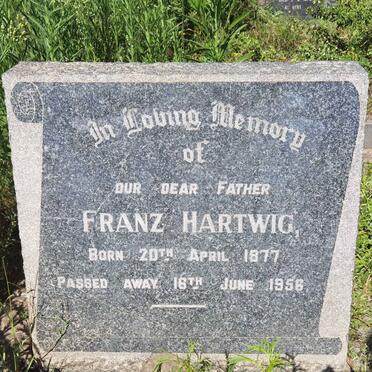 In Loving Memory
of
OUR DEAR FATHER
FRANZ HARTWIG,
BORN 20TH APRIL 1877
PASSED AWAY 16TH JUNE 1956